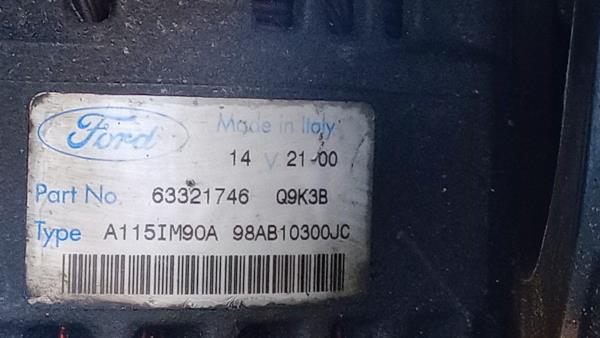 Ford Made in Italy
14 V 21-00
Part No 63321746 Q9K3B
Type A115IM90A 98AB10300JC